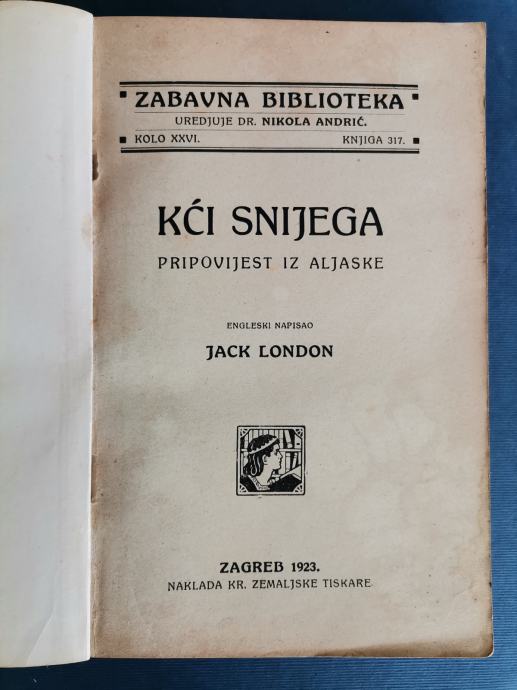 ZABAVNA BIBLIOTEKA
UREDJUJE DR. NIKOLA ANDRIĆ.
KOLO XXVI. KNJIGA 317.
KĆI SNIJEGA
PRIPOVIJEST IZ ALJASKE
ENGLESKI NAPISAO
JACK LONDON
ZAGREB 1923.
NAKLADA KR. ZEMALJSKE TISKARE